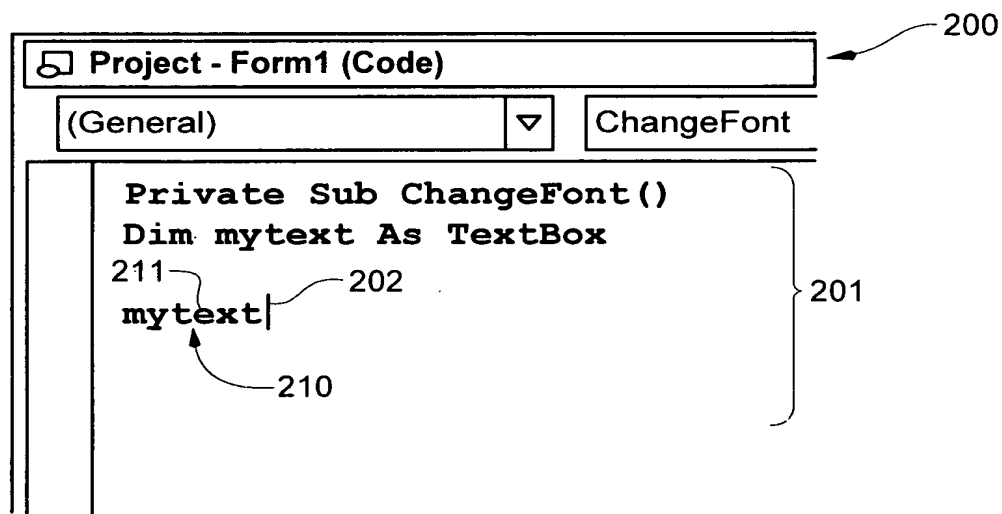 200
Project - Form1 (Code)
(General)
ChangeFont
Private Sub ChangeFont()
Dim mytext As TextBox
211
202
201
mytext
210